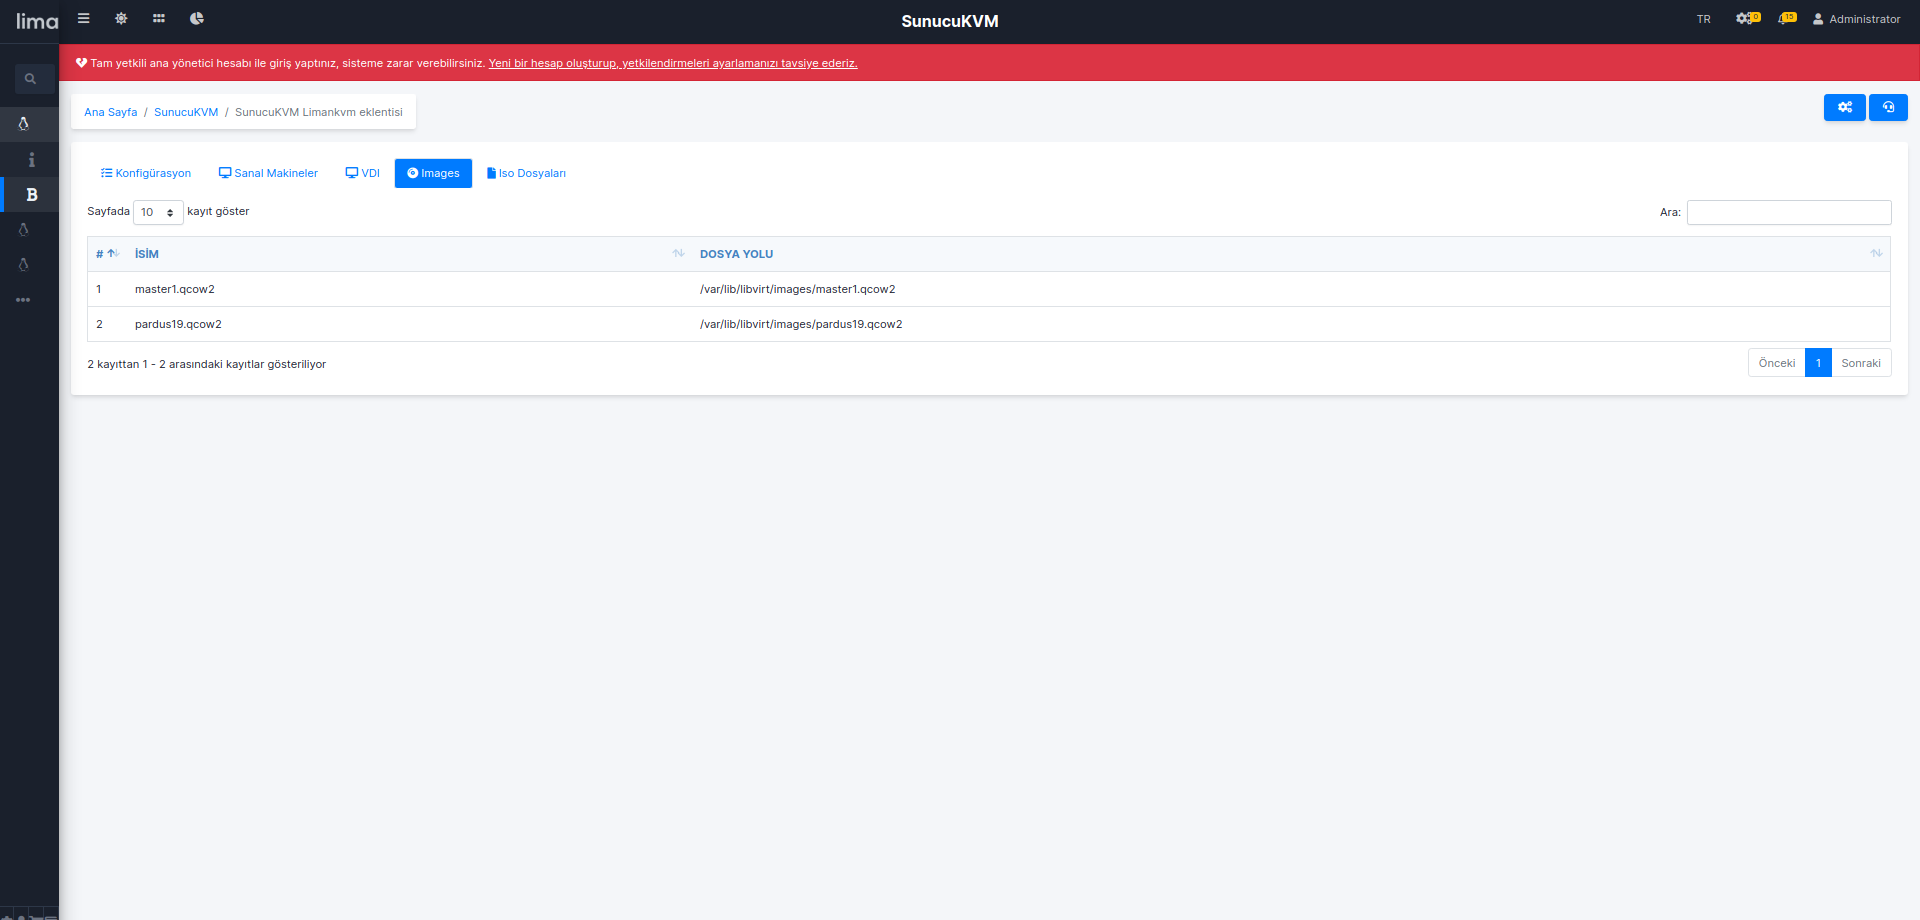 lima
SunucuKVM
TR
0
15
Administrator
Tam yetkili ana yönetici hesabı ile giriş yaptınız, sisteme zarar verebilirsiniz. Yeni bir hesap oluşturup, yetkilendirmeleri ayarlamanızı tavsiye ederiz.
Ana Sayfa / SunucuKVM / SunucuKVM Limankvm eklentisi
Konfigürasyon Sanal Makineler VDI Images Iso Dosyaları
Sayfada 10 kayıt göster
Ara:
# İSİM DOSYA YOLU
1 master1.qcow2 /var/lib/libvirt/images/master1.qcow2
2 pardus19.qcow2 /var/lib/libvirt/images/pardus19.qcow2
2 kayıttan 1 - 2 arasındaki kayıtlar gösteriliyor
Önceki 1 Sonraki